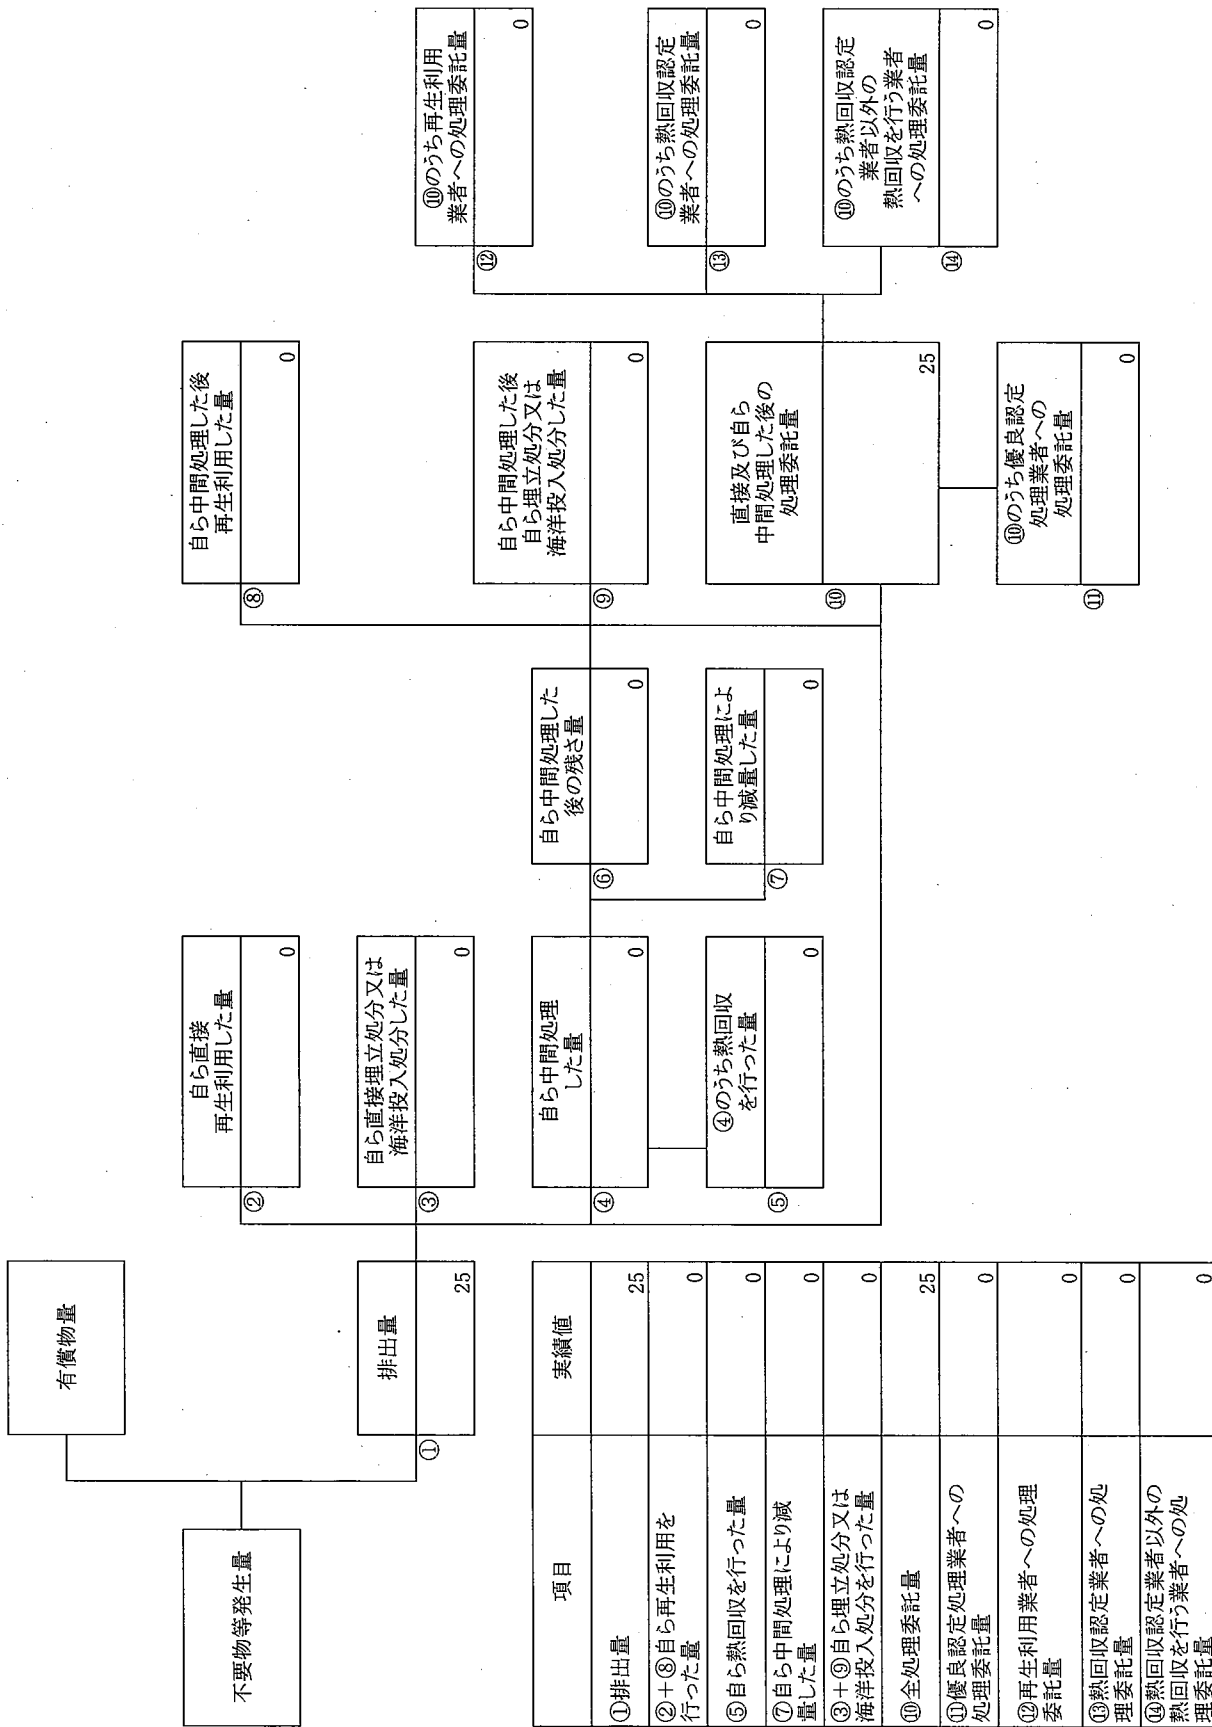 不要物等発生量
有償物量
①
排出量
25
②
自ら直接
再生利用した量
0
③
自ら直接埋立処分又は
海洋投入処分した量
0
④
自ら中間処理
した量
0
⑤
④のうち熱回収
を行った量
0
⑥
自ら中間処理した
後の残さ量
0
⑦
自ら中間処理によ
り減量した量
0
⑧
自ら中間処理した後
再生利用した量
0
⑨
自ら中間処理した後
自ら埋立処分又は
海洋投入処分した量
0
⑩
直接及び自ら
中間処理した後の
処理委託量
25
⑪
⑩のうち優良認定
処理業者への
処理委託量
0
⑫
⑩のうち再生利用
業者への処理委託量
0
⑬
⑩のうち熱回収認定
業者への処理委託量
0
⑭
⑩のうち熱回収認定
業者以外の
熱回収を行う業者
への処理委託量
0
項目
実績値
①排出量
25
②＋⑧自ら再生利用を
行った量
0
⑤自ら熱回収を行った量
0
⑦自ら中間処理により減
量した量
0
③＋⑨自ら埋立処分又は
海洋投入処分を行った量
0
⑩全処理委託量
25
⑪優良認定処理業者への
処理委託量
0
⑫再生利用業者への処理
委託量
0
⑬熱回収認定業者への処
理委託量
0
⑭熱回収認定業者以外の
熱回収を行う業者への処
理委託量
0